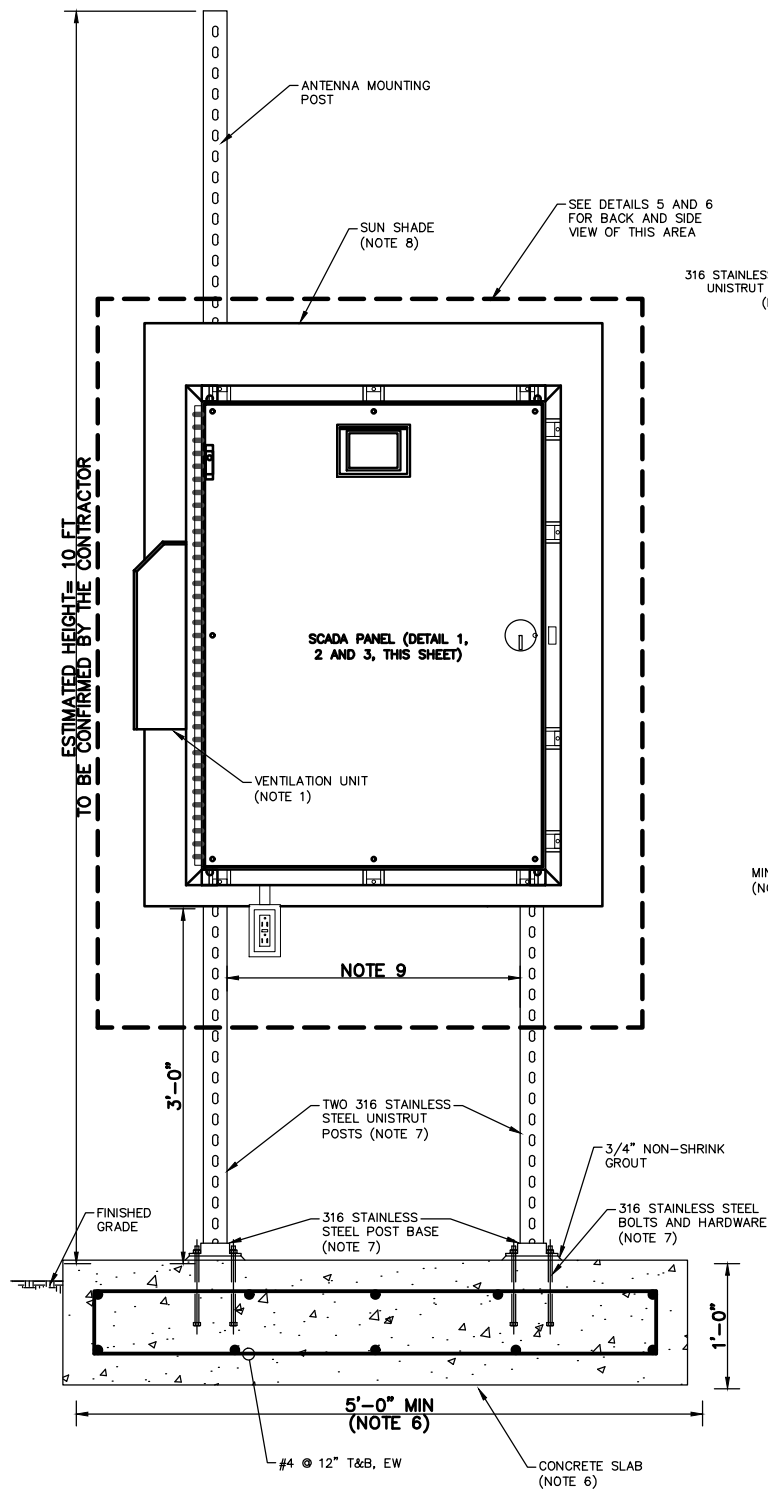 ANTENNA MOUNTING
POST
SEE DETAILS 5 AND 6
FOR BACK AND SIDE
VIEW OF THIS AREA
SUN SHADE
(NOTE 8)
316 STAINLESS
UNISTRUT
ESTIMATED HEIGHT= 10 FT
TO BE CONFIRMED BY THE CONTRACTOR
SCADA PANEL (DETAIL 1,
2 AND 3, THIS SHEET)
VENTILATION UNIT
(NOTE 1)
NOTE 9
3'-0"
TWO 316 STAINLESS
STEEL UNISTRUT
POSTS (NOTE 7)
3/4" NON-SHRINK
GROUT
FINISHED
GRADE
316 STAINLESS
STEEL POST BASE
(NOTE 7)
316 STAINLESS STEEL
BOLTS AND HARDWARE
(NOTE 7)
1'-0"
5'-0" MIN
(NOTE 6)
#4 @ 12" T&B, EW
CONCRETE SLAB
(NOTE 6)